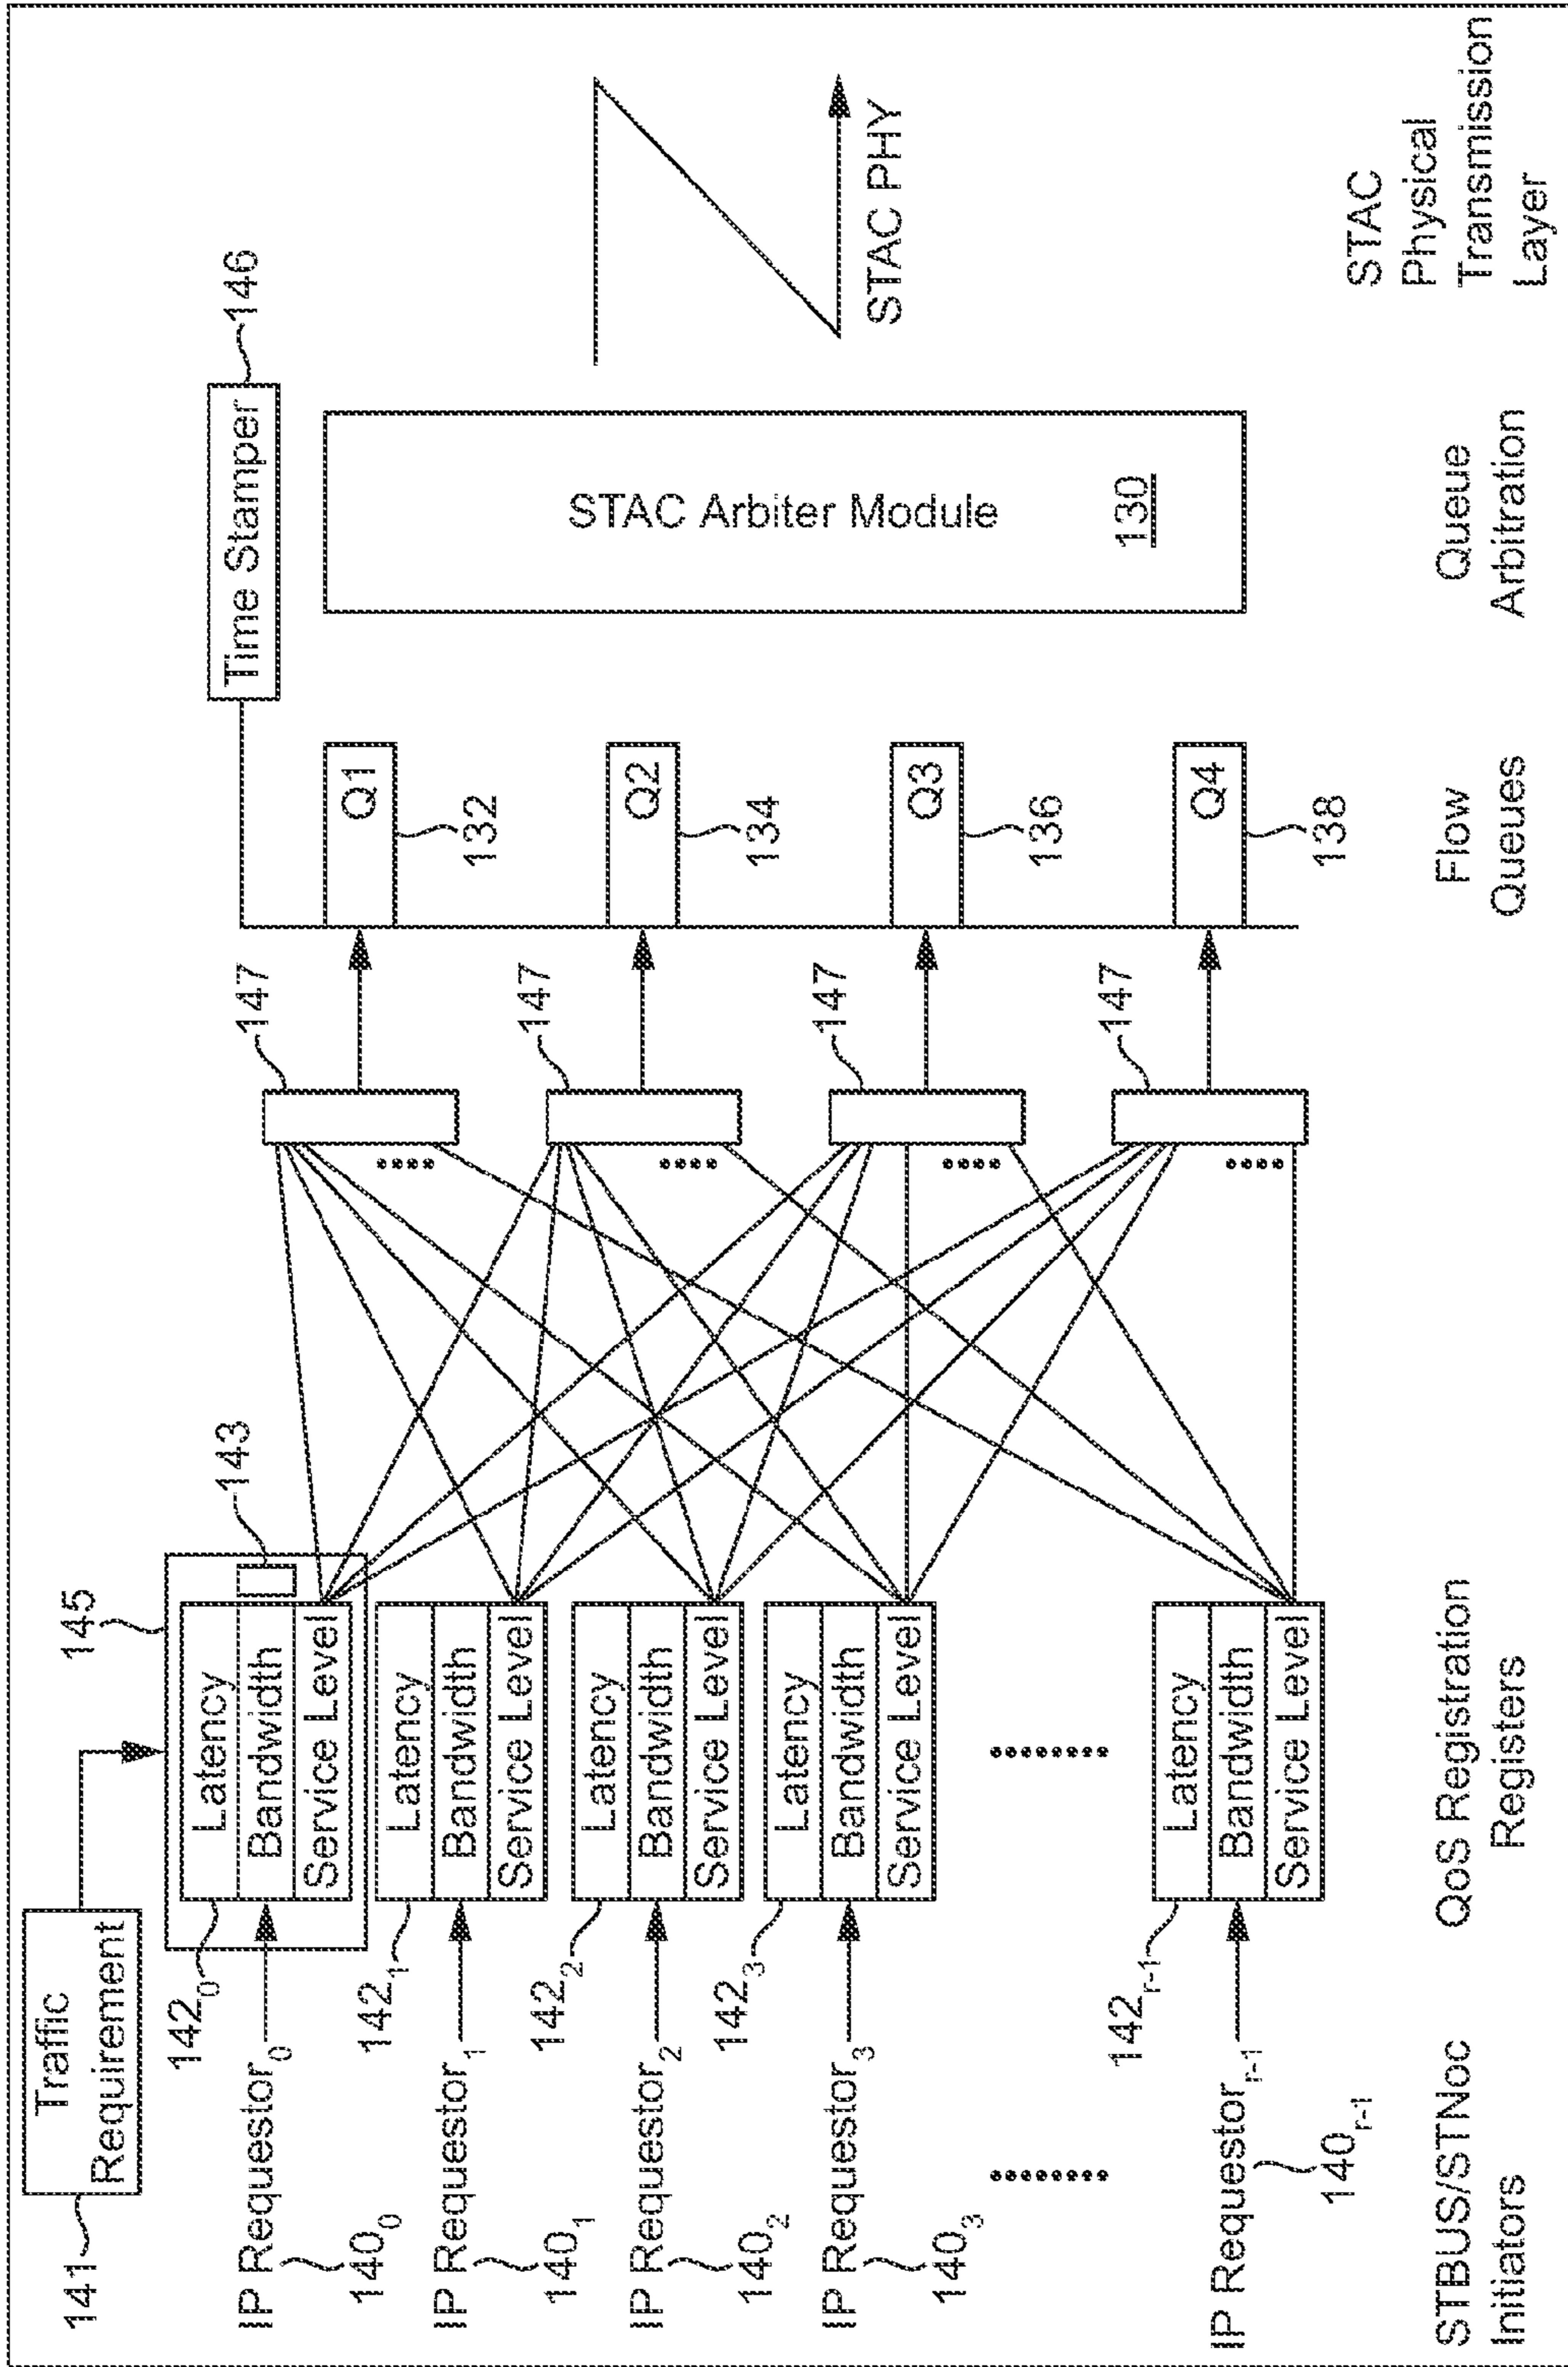 Traffic
Requirement
141
145
143
147
147
147
147
146
Time Stamper
142₀
Latency
Bandwidth
Service Level
IP Requestor₀
140₀
142₁
Latency
Bandwidth
Service Level
IP Requestor₁
140₁
142₂
Latency
Bandwidth
Service Level
IP Requestor₂
140₂
142₃
Latency
Bandwidth
Service Level
IP Requestor₃
140₃
142ᵣ₋₁
Latency
Bandwidth
Service Level
IP Requestorᵣ₋₁
140ᵣ₋₁
Q1
132
Q2
134
Q3
136
Q4
138
STAC Arbiter Module
130
STAC PHY
STBUS/STNoc
Initiators
QoS Registration
Registers
Flow
Queues
Queue
Arbitration
STAC
Physical
Transmission
Layer